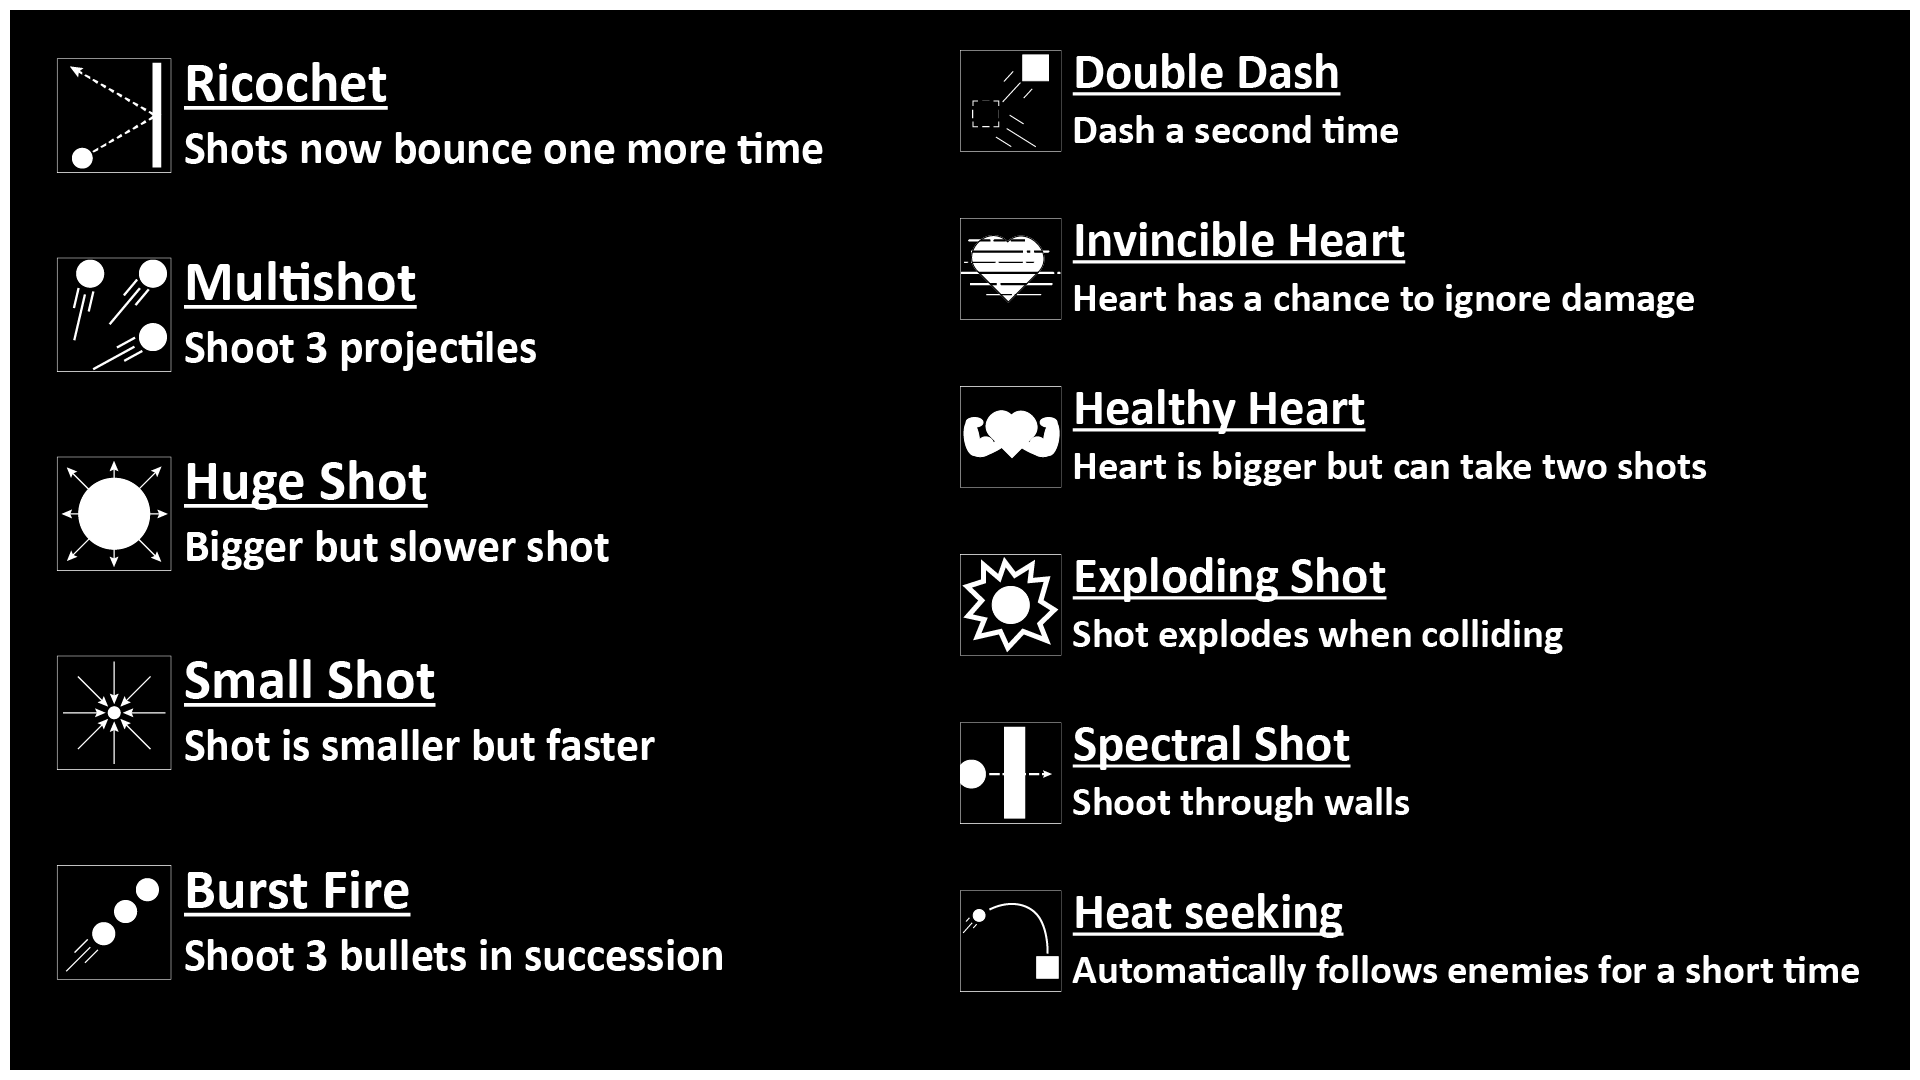 Ricochet
Shots now bounce one more time
Multishot
Shoot 3 projectiles
Huge Shot
Bigger but slower shot
Small Shot
Shot is smaller but faster
Burst Fire
Shoot 3 bullets in succession
Double Dash
Dash a second time
Invincible Heart
Heart has a chance to ignore damage
Healthy Heart
Heart is bigger but can take two shots
Exploding Shot
Shot explodes when colliding
Spectral Shot
Shoot through walls
Heat seeking
Automatically follows enemies for a short time